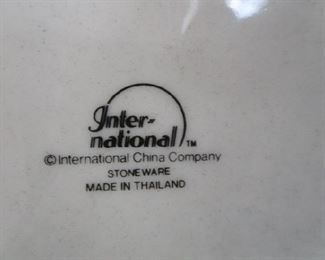 Inter-
national™
©International China Company
STONEWARE
MADE IN THAILAND